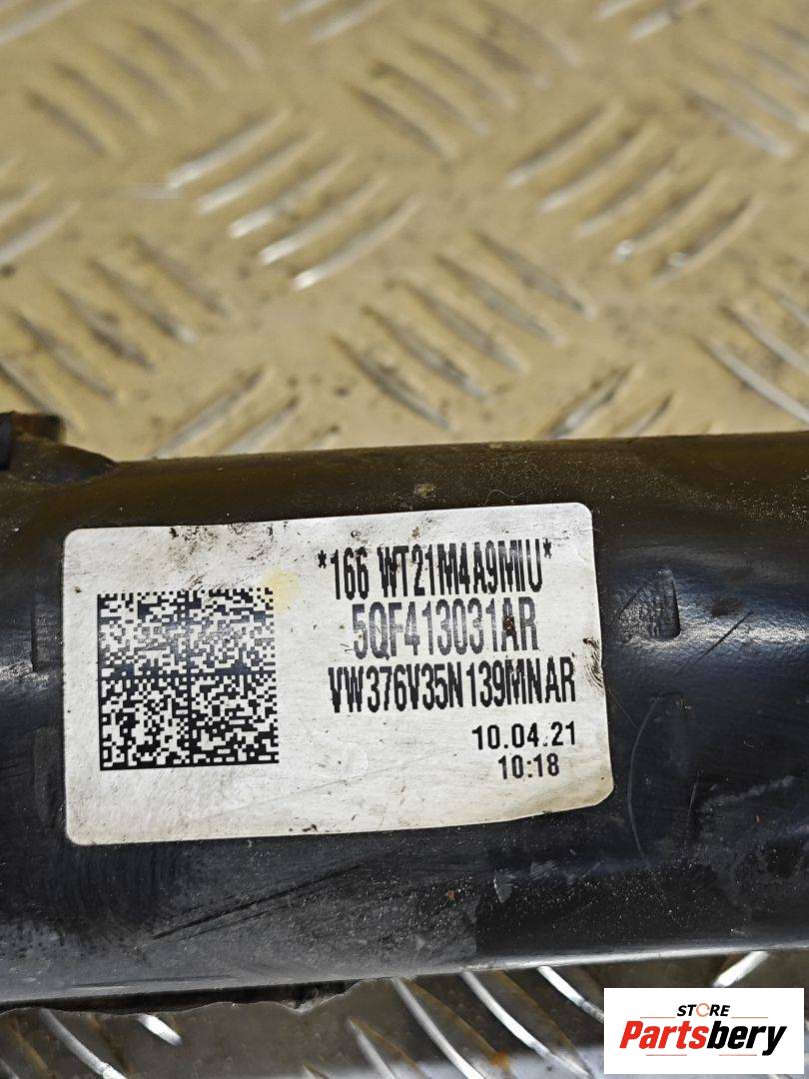 *166 WT21M4A9MIU*
5QF413031AR
VW376V35N139MNAR
10.04.21
10:18
STORE
Partsbery